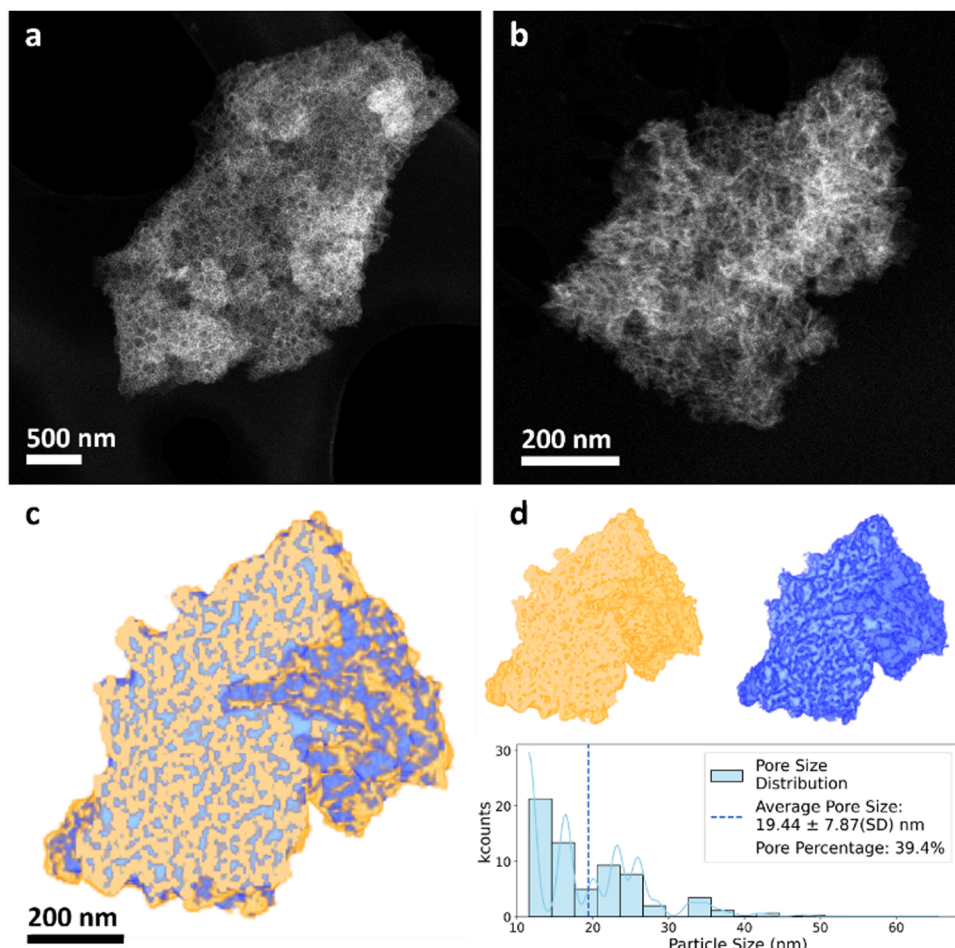 a
b
500 nm
200 nm
c
d
200 nm
30
20
10
0
kcounts
Pore Size
Distribution
Average Pore Size:
19.44 ± 7.87(SD) nm
Pore Percentage: 39.4%
10
20
30
40
50
60
Particle Size (nm)